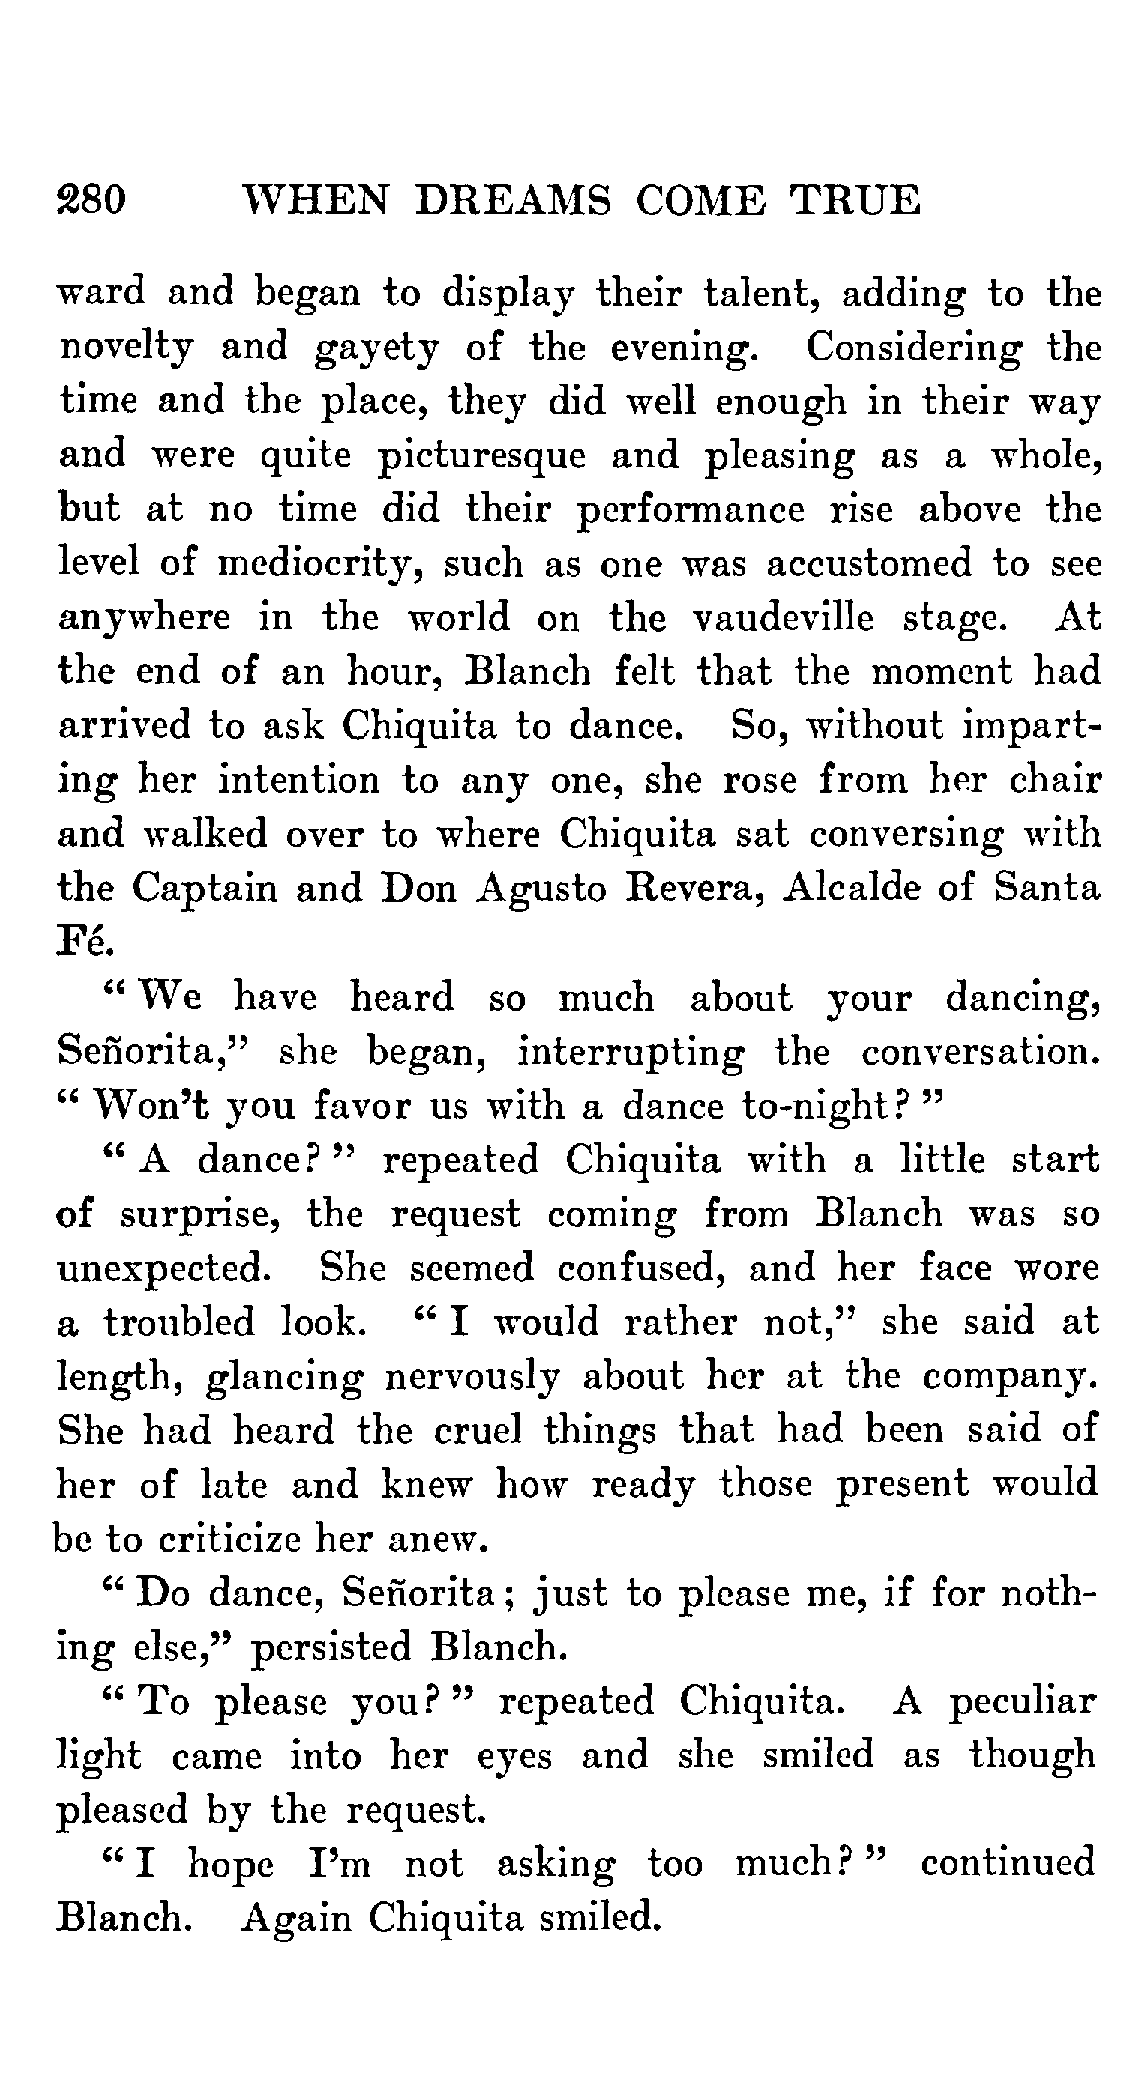 280 WHEN DREAMS COME TRUE
ward and began to display their talent, adding to the
novelty and gayety of the evening. Considering the
time and the place, they did well enough in their way
and were quite picturesque and pleasing as a whole,
but at no time did their performance rise above the
level of mediocrity, such as one was accustomed to see
anywhere in the world on the vaudeville stage. At
the end of an hour, Blanch felt that the moment had
arrived to ask Chiquita to dance. So, without impart-
ing her intention to any one, she rose from her chair
and walked over to where Chiquita sat conversing with
the Captain and Don Agusto Revera, Alcalde of Santa
Fé.
“ We have heard so much about your dancing,
Señorita,” she began, interrupting the conversation.
“ Won’t you favor us with a dance to-night? ”
“ A dance? ” repeated Chiquita with a little start
of surprise, the request coming from Blanch was so
unexpected. She seemed confused, and her face wore
a troubled look. “ I would rather not,” she said at
length, glancing nervously about her at the company.
She had heard the cruel things that had been said of
her of late and knew how ready those present would
be to criticize her anew.
“ Do dance, Señorita ; just to please me, if for noth-
ing else,” persisted Blanch.
“ To please you? ” repeated Chiquita. A peculiar
light came into her eyes and she smiled as though
pleased by the request.
“ I hope I’m not asking too much? ” continued
Blanch. Again Chiquita smiled.